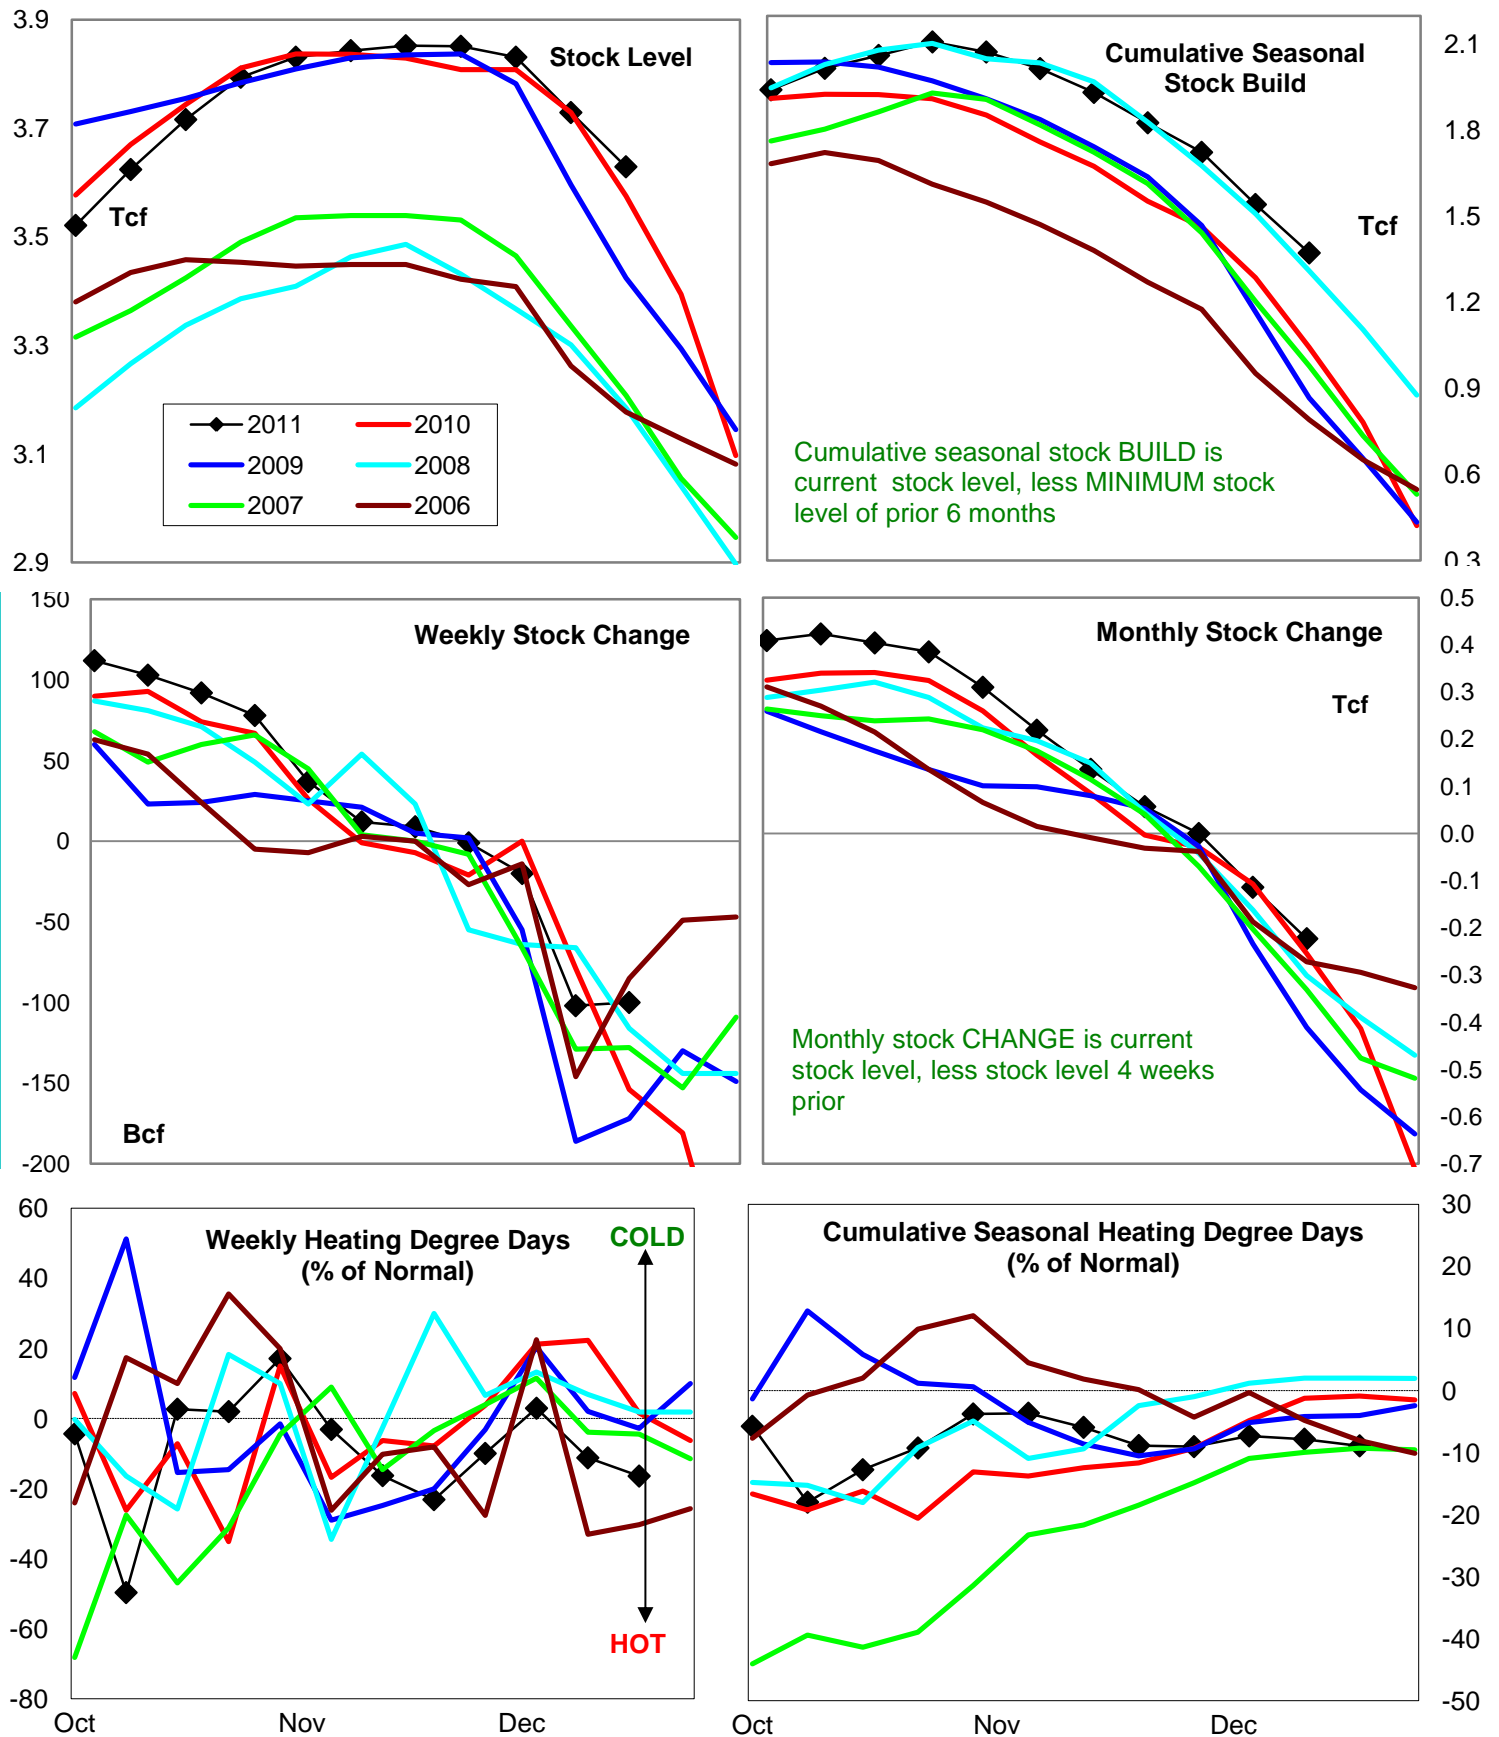 3.9
3.7
3.5
3.3
3.1
2.9
Stock Level
Tcf
2011
2010
2009
2008
2007
2006
Cumulative Seasonal
Stock Build
Tcf
Cumulative seasonal stock BUILD is
current stock level, less MINIMUM stock
level of prior 6 months
2.1
1.8
1.5
1.2
0.9
0.6
0.3
150
100
50
0
-50
-100
-150
-200
Weekly Stock Change
Bcf
Monthly Stock Change
Tcf
Monthly stock CHANGE is current
stock level, less stock level 4 weeks
prior
0.5
0.4
0.3
0.2
0.1
0.0
-0.1
-0.2
-0.3
-0.4
-0.5
-0.6
-0.7
60
40
20
0
-20
-40
-60
-80
Weekly Heating Degree Days
(% of Normal)
COLD
HOT
Oct
Nov
Dec
Cumulative Seasonal Heating Degree Days
(% of Normal)
30
20
10
0
-10
-20
-30
-40
-50
Oct
Nov
Dec